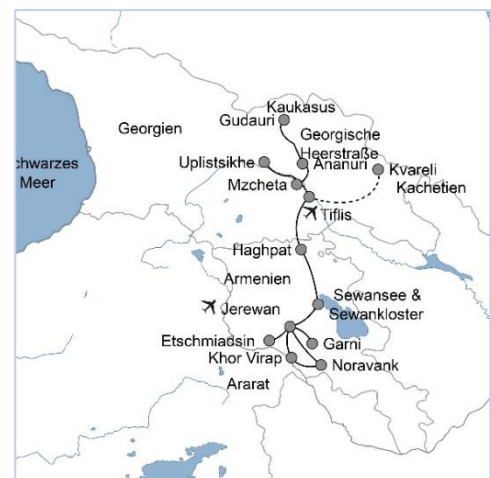 Kaukasus
Gudauri
Georgien
Georgische
Heerstraße
Uplistsikhe
Ananuri
Kvareli
chwarzes
Meer
Mzcheta
Kachetien
Tiflis
Haghpat
Armenien
Sewansee &
Sewankloster
Jerewan
Etschmiadsin
Garni
Khor Virap
Noravank
Ararat